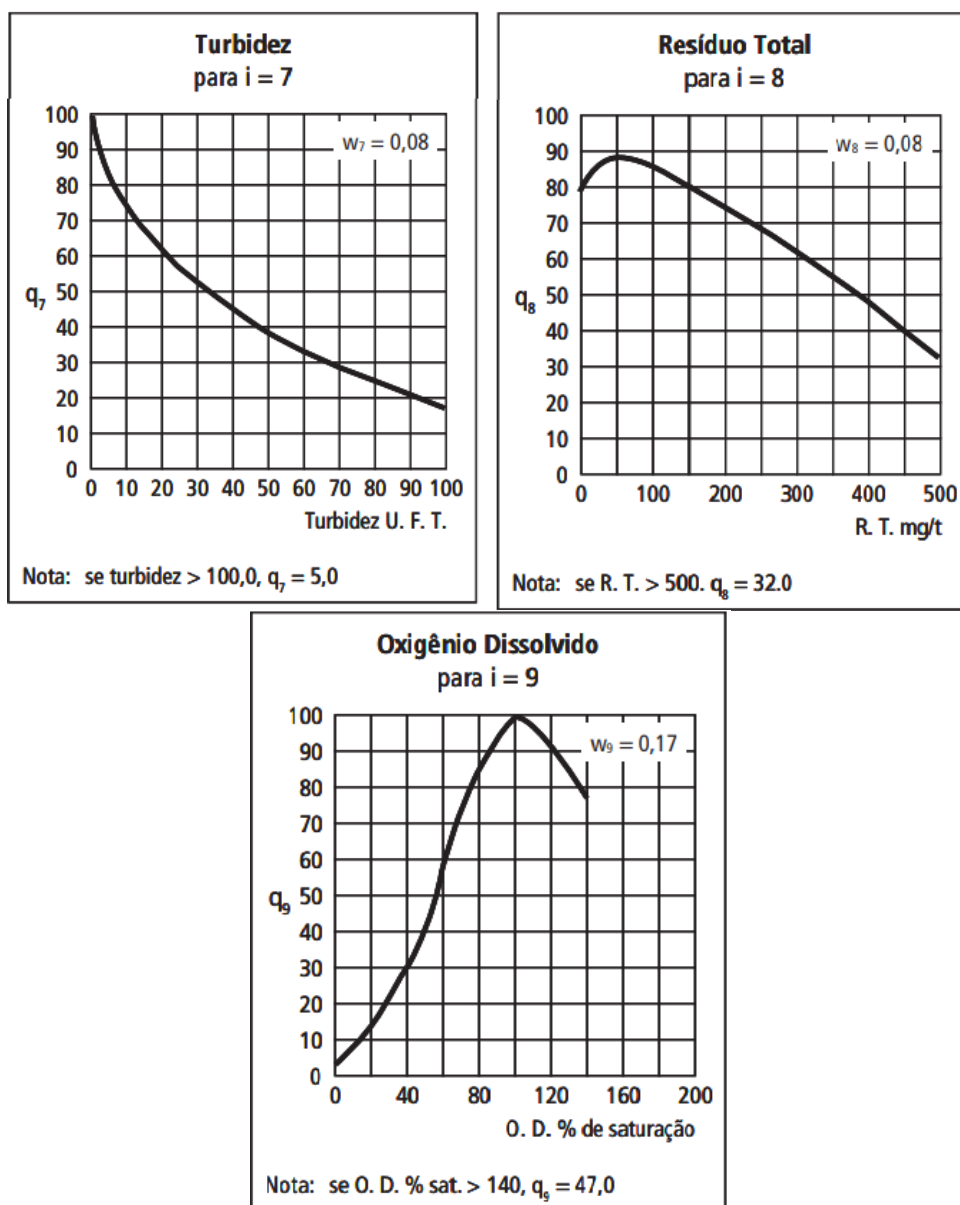 Turbidez
para i = 7
w₇ = 0,08
100
90
80
70
60
50
40
30
20
10
0
q₇
0 10 20 30 40 50 60 70 80 90 100
Turbidez U. F. T.
Nota: se turbidez > 100,0, q₇ = 5,0
Resíduo Total
para i = 8
w₈ = 0,08
100
90
80
70
60
50
40
30
20
10
0
q₈
0 100 200 300 400 500
R. T. mg/t
Nota: se R. T. > 500. q₈ = 32.0
Oxigênio Dissolvido
para i = 9
w₉ = 0,17
100
90
80
70
60
50
40
30
20
10
0
q₉
0 40 80 120 160 200
O. D. % de saturação
Nota: se O. D. % sat. > 140, q₉ = 47,0